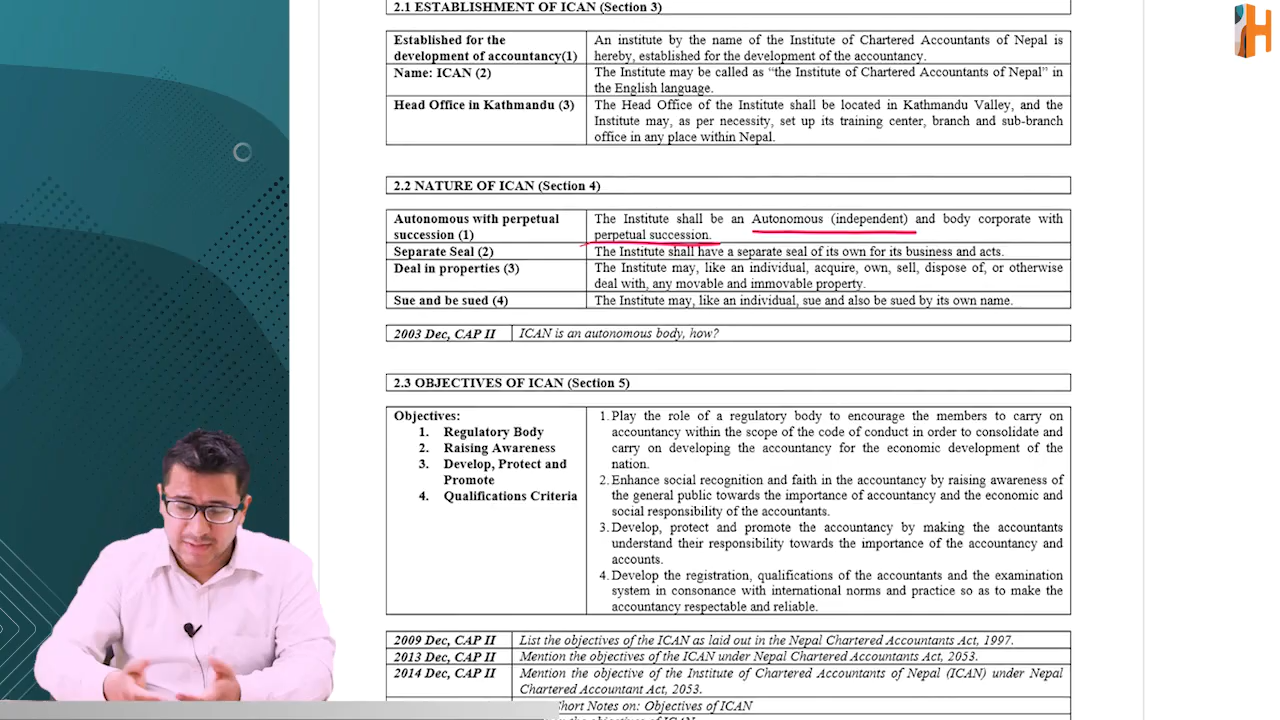 2.1 ESTABLISHMENT OF ICAN (Section 3)
Established for the
development of accountancy(1)
An institute by the name of the Institute of Chartered Accountants of Nepal is
hereby, established for the development of the accountancy.
Name: ICAN (2)
The Institute may be called as “the Institute of Chartered Accountants of Nepal” in
the English language.
Head Office in Kathmandu (3)
The Head Office of the Institute shall be located in Kathmandu Valley, and the
Institute may, as per necessity, set up its training center, branch and sub-branch
office in any place within Nepal.
2.2 NATURE OF ICAN (Section 4)
Autonomous with perpetual
succession (1)
The Institute shall be an Autonomous (independent) and body corporate with
perpetual succession.
Separate Seal (2)
The Institute shall have a separate seal of its own for its business and acts.
Deal in properties (3)
The Institute may, like an individual, acquire, own, sell, dispose of, or otherwise
deal with, any movable and immovable property.
Sue and be sued (4)
The Institute may, like an individual, sue and also be sued by its own name.
2003 Dec, CAP II
ICAN is an autonomous body, how?
2.3 OBJECTIVES OF ICAN (Section 5)
Objectives:
1. Regulatory Body
2. Raising Awareness
3. Develop, Protect and
Promote
4. Qualifications Criteria
1. Play the role of a regulatory body to encourage the members to carry on
accountancy within the scope of the code of conduct in order to consolidate and
carry on developing the accountancy for the economic development of the
nation.
2. Enhance social recognition and faith in the accountancy by raising awareness of
the general public towards the importance of accountancy and the economic and
social responsibility of the accountants.
3. Develop, protect and promote the accountancy by making the accountants
understand their responsibility towards the importance of the accountancy and
accounts.
4. Develop the registration, qualifications of the accountants and the examination
system in consonance with international norms and practice so as to make the
accountancy respectable and reliable.
2009 Dec, CAP II
List the objectives of the ICAN as laid out in the Nepal Chartered Accountants Act, 1997.
2013 Dec, CAP II
Mention the objectives of the ICAN under Nepal Chartered Accountants Act, 2053.
2014 Dec, CAP II
Mention the objective of the Institute of Chartered Accountants of Nepal (ICAN) under Nepal
Chartered Accountant Act, 2053.
Short Notes on: Objectives of ICAN
the objectives of ICAN
H